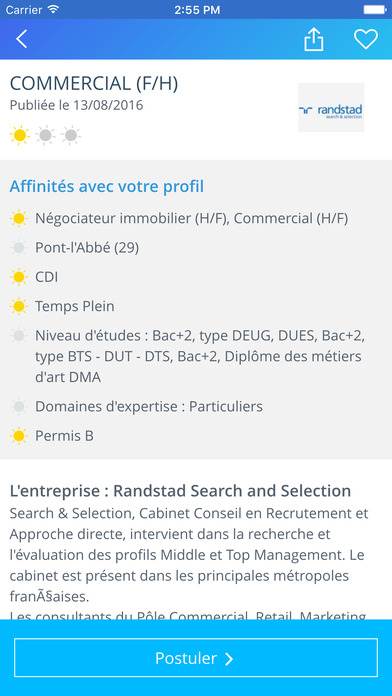 Carrier 2:55 PM
COMMERCIAL (F/H)
Publiée le 13/08/2016
randstad
search & selection
Affinités avec votre profil
Négociateur immobilier (H/F), Commercial (H/F)
Pont-l'Abbé (29)
CDI
Temps Plein
Niveau d'études : Bac+2, type DEUG, DUES, Bac+2,
type BTS - DUT - DTS, Bac+2, Diplôme des métiers
d'art DMA
Domaines d'expertise : Particuliers
Permis B
L'entreprise : Randstad Search and Selection
Search & Selection, Cabinet Conseil en Recrutement et
Approche directe, intervient dans la recherche et
l'évaluation des profils Middle et Top Management. Le
cabinet est présent dans les principales métropoles
franÃ§aises.
Les consultants du Pôle Commercial, Retail, Marketing
Postuler